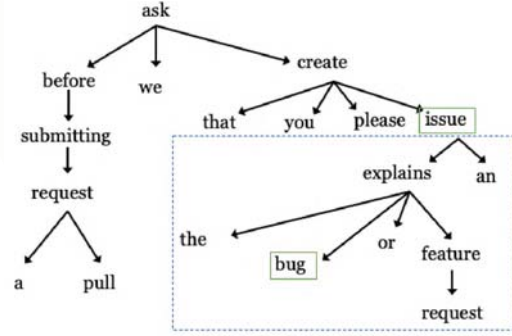 ask
before we create
that you please issue
submitting
explains an
request
the bug or feature
a pull
request